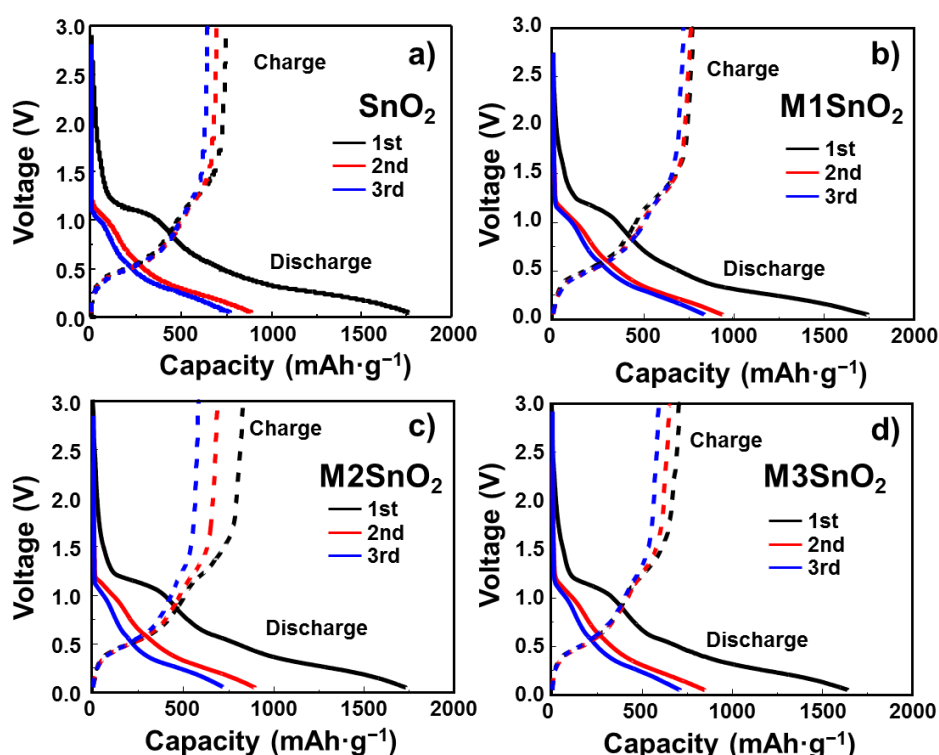 a)
SnO₂
Charge
Discharge
1st
2nd
3rd
Voltage (V)
3.0
2.5
2.0
1.5
1.0
0.5
0.0
0 500 1000 1500 2000
Capacity (mAh·g⁻¹)
b)
M1SnO₂
Charge
Discharge
1st
2nd
3rd
Voltage (V)
3.0
2.5
2.0
1.5
1.0
0.5
0.0
0 500 1000 1500 2000
Capacity (mAh·g⁻¹)
c)
M2SnO₂
Charge
Discharge
1st
2nd
3rd
Voltage (V)
3.0
2.5
2.0
1.5
1.0
0.5
0.0
0 500 1000 1500 2000
Capacity (mAh·g⁻¹)
d)
M3SnO₂
Charge
Discharge
1st
2nd
3rd
Voltage (V)
3.0
2.5
2.0
1.5
1.0
0.5
0.0
0 500 1000 1500 2000
Capacity (mAh·g⁻¹)